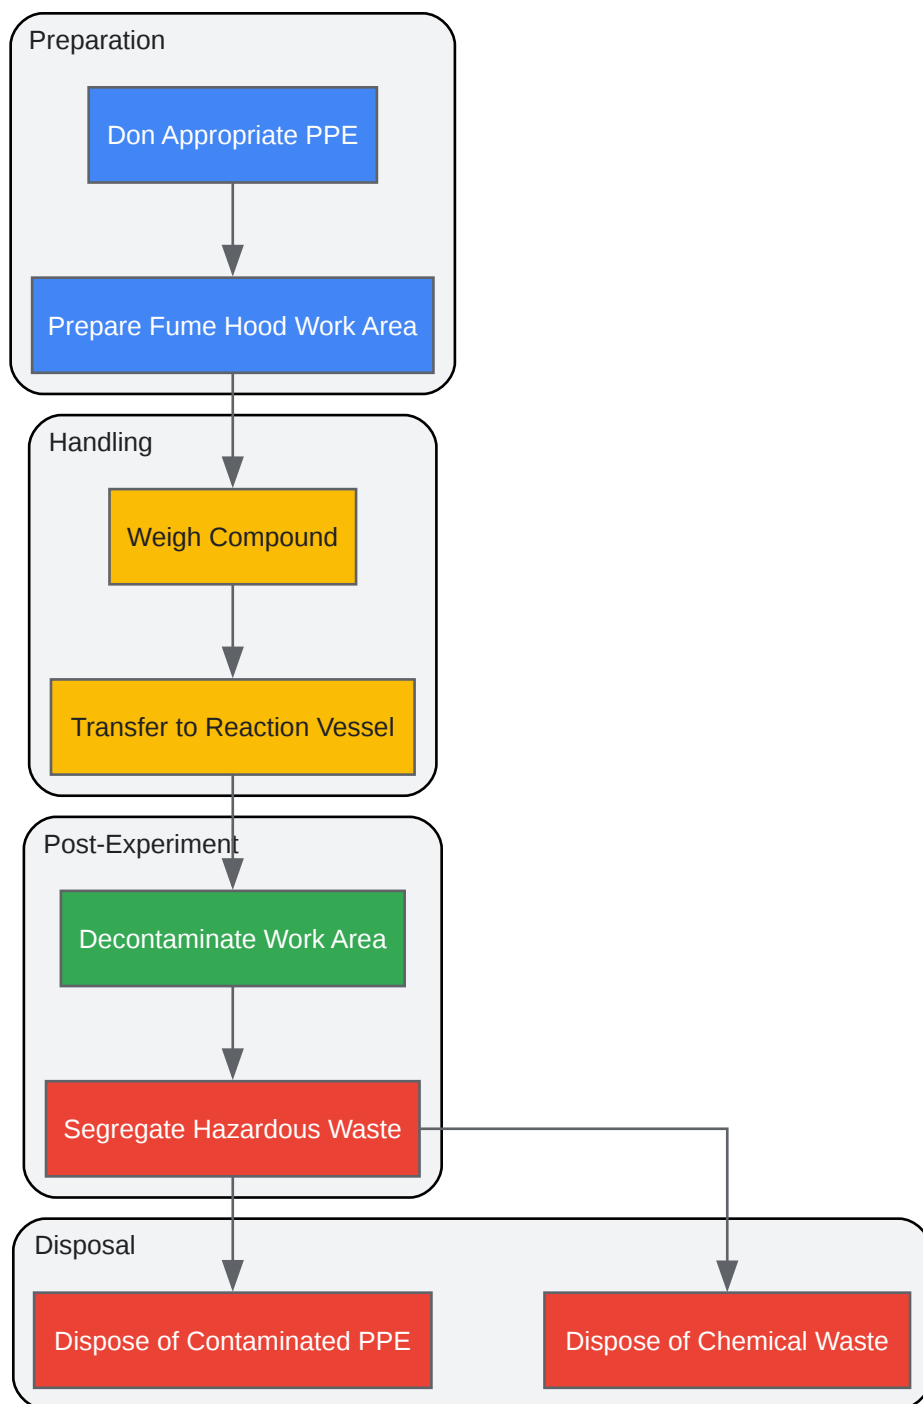 Preparation
Don Appropriate PPE
Prepare Fume Hood Work Area
Handling
Weigh Compound
Transfer to Reaction Vessel
Post-Experiment
Decontaminate Work Area
Segregate Hazardous Waste
Disposal
Dispose of Contaminated PPE
Dispose of Chemical Waste